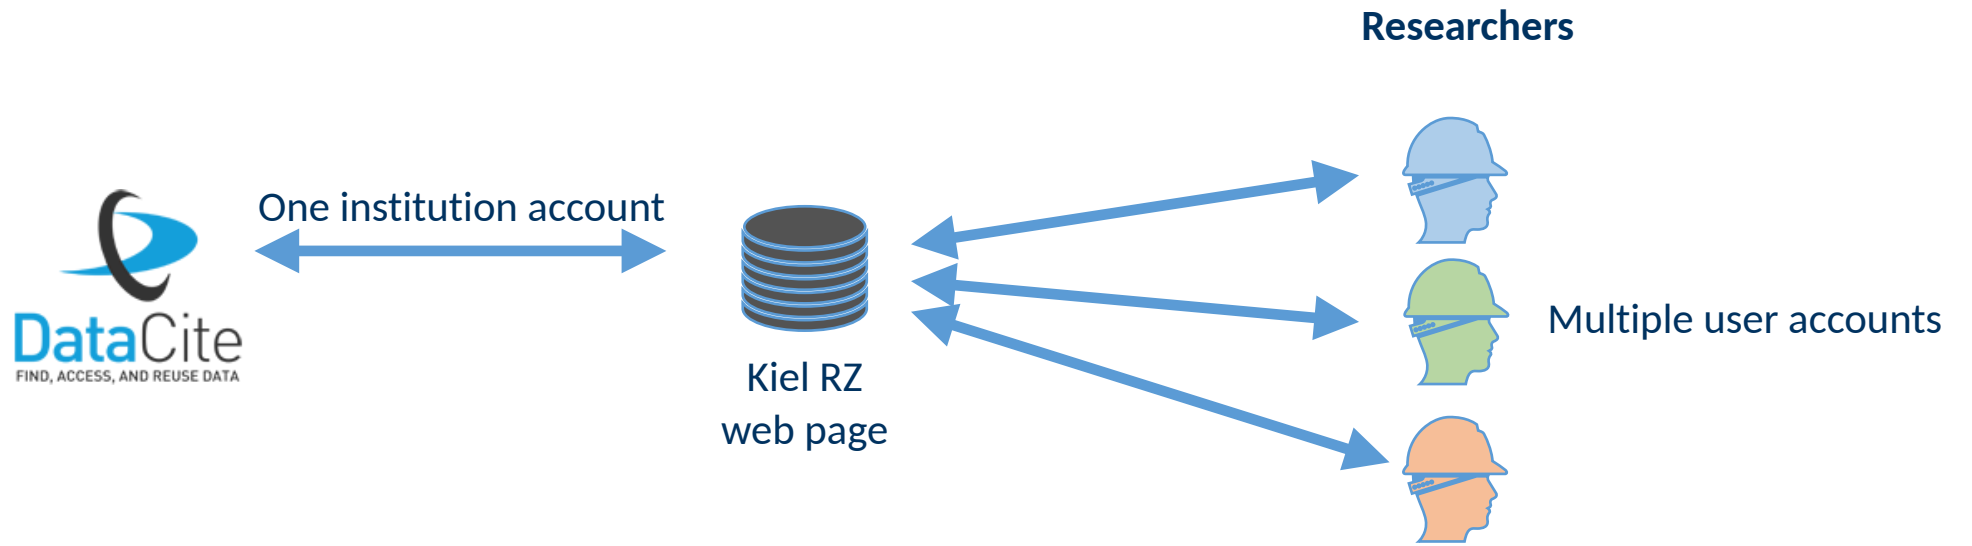 Researchers
One institution account
DataCite
FIND, ACCESS, AND REUSE DATA
Kiel RZ
web page
Multiple user accounts